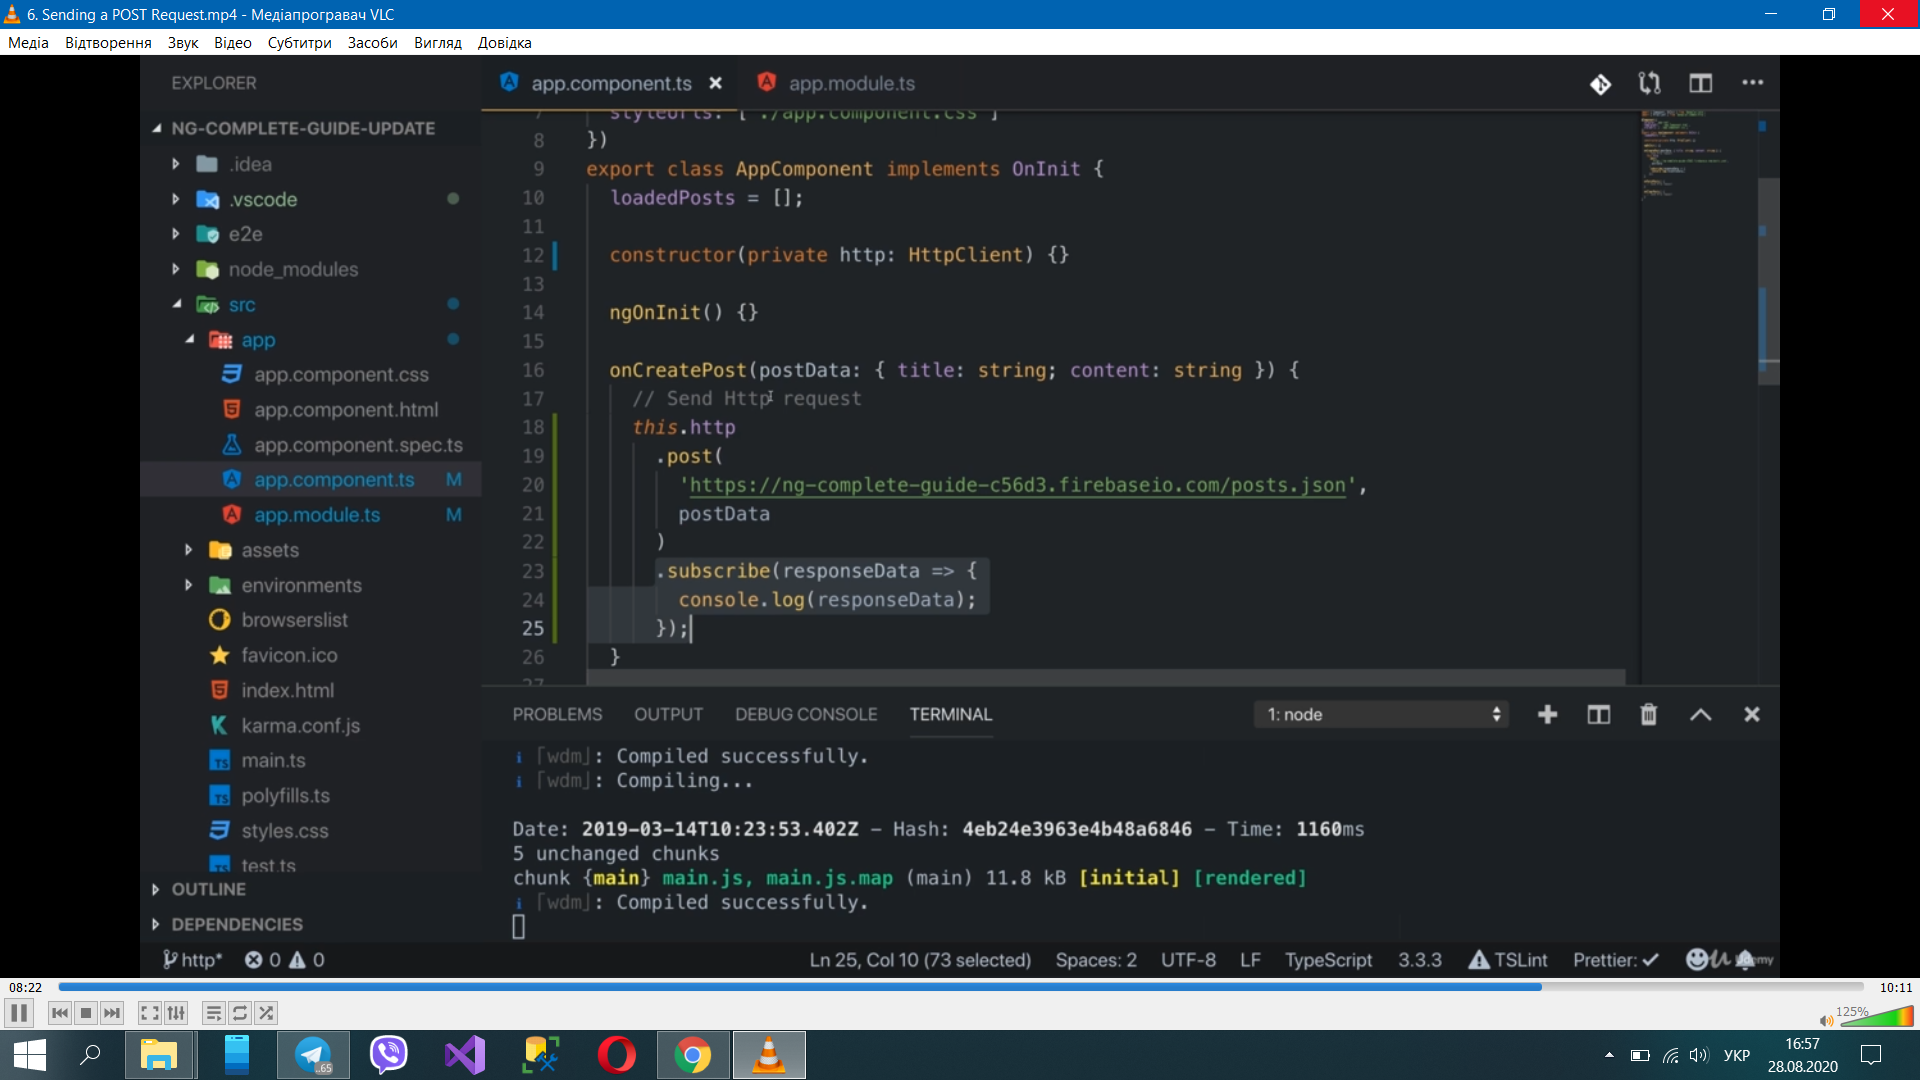 6. Sending a POST Request.mp4 - Медіапрогравач VLC
Медіа Відтворення Звук Відео Субтитри Засоби Вигляд Довідка
EXPLORER
NG-COMPLETE-GUIDE-UPDATE
.idea
.vscode
e2e
node_modules
src
app
app.component.css
app.component.html
app.component.spec.ts
app.component.ts M
app.module.ts M
assets
environments
browserslist
favicon.ico
index.html
karma.conf.js
main.ts
polyfills.ts
styles.css
test.ts
OUTLINE
DEPENDENCIES
app.component.ts app.module.ts
7 styleUrls: ['./app.component.css']
8 })
9 export class AppComponent implements OnInit {
10 loadedPosts = [];
11
12 constructor(private http: HttpClient) {}
13
14 ngOnInit() {}
15
16 onCreatePost(postData: { title: string; content: string }) {
17 // Send Http request
18 this.http
19 .post(
20 'https://ng-complete-guide-c56d3.firebaseio.com/posts.json',
21 postData
22 )
23 .subscribe(responseData => {
24 console.log(responseData);
25 });
26 }
27
PROBLEMS OUTPUT DEBUG CONSOLE TERMINAL 1: node
i ｢wdm｣: Compiled successfully.
i ｢wdm｣: Compiling...
Date: 2019-03-14T10:23:53.402Z - Hash: 4eb24e3963e4b48a6846 - Time: 1160ms
5 unchanged chunks
chunk {main} main.js, main.js.map (main) 11.8 kB [initial] [rendered]
i ｢wdm｣: Compiled successfully.
http* 0 0 Ln 25, Col 10 (73 selected) Spaces: 2 UTF-8 LF TypeScript 3.3.3 TSLint Prettier: ✓ Udemy
08:22 10:11
125%
65
УКР
16:57
28.08.2020